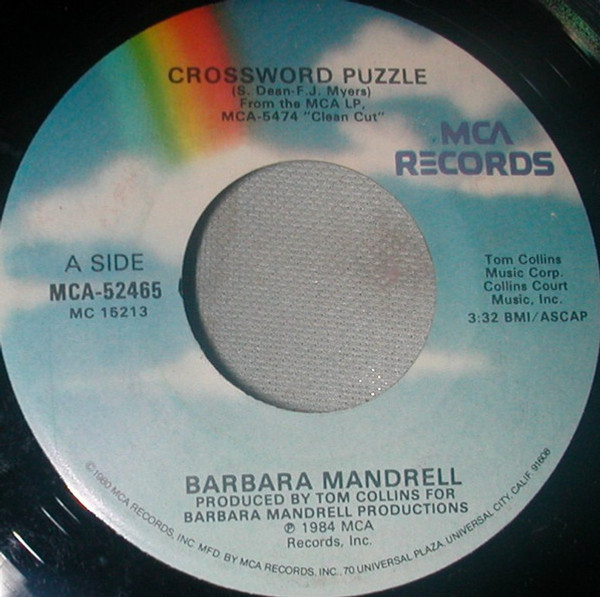 CROSSWORD PUZZLE
(S. Dean-F.J. Myers)
From the MCA LP,
MCA-5474 "Clean Cut"
MCA
RECORDS
A SIDE
MCA-52465
MC 15213
Tom Collins
Music Corp.
Collins Court
Music, Inc.
3:32 BMI/ASCAP
BARBARA MANDRELL
PRODUCED BY TOM COLLINS FOR
BARBARA MANDRELL PRODUCTIONS
℗ 1984 MCA
Records, Inc.
©1980 MCA RECORDS, INC. MFD. BY MCA RECORDS, INC., 70 UNIVERSAL PLAZA, UNIVERSAL CITY, CALIF. 91608